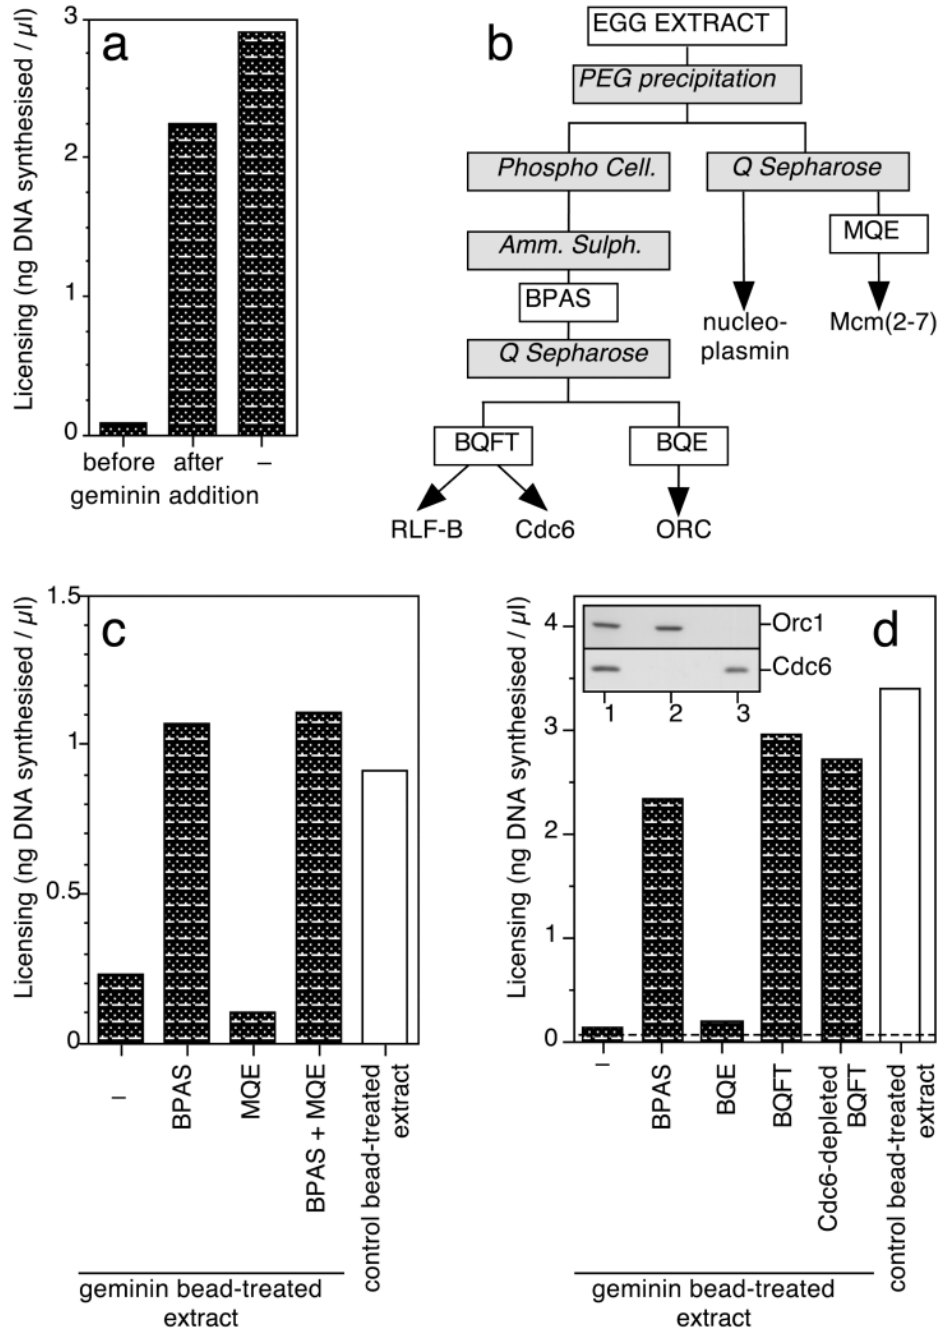 a
Licensing (ng DNA synthesised / µl)
3
2
1
0
before after –
geminin addition
b
EGG EXTRACT
PEG precipitation
Phospho Cell.
Q Sepharose
Amm. Sulph.
MQE
BPAS
nucleo-
plasmin
Mcm(2-7)
Q Sepharose
BQFT
BQE
RLF-B
Cdc6
ORC
c
Licensing (ng DNA synthesised / µl)
1.5
1
0.5
0
–
BPAS
MQE
BPAS + MQE
control bead-treated
extract
geminin bead-treated
extract
d
Licensing (ng DNA synthesised / µl)
4
3
2
1
0
Orc1
Cdc6
1 2 3
–
BPAS
BQE
BQFT
Cdc6-depleted
BQFT
control bead-treated
extract
geminin bead-treated
extract